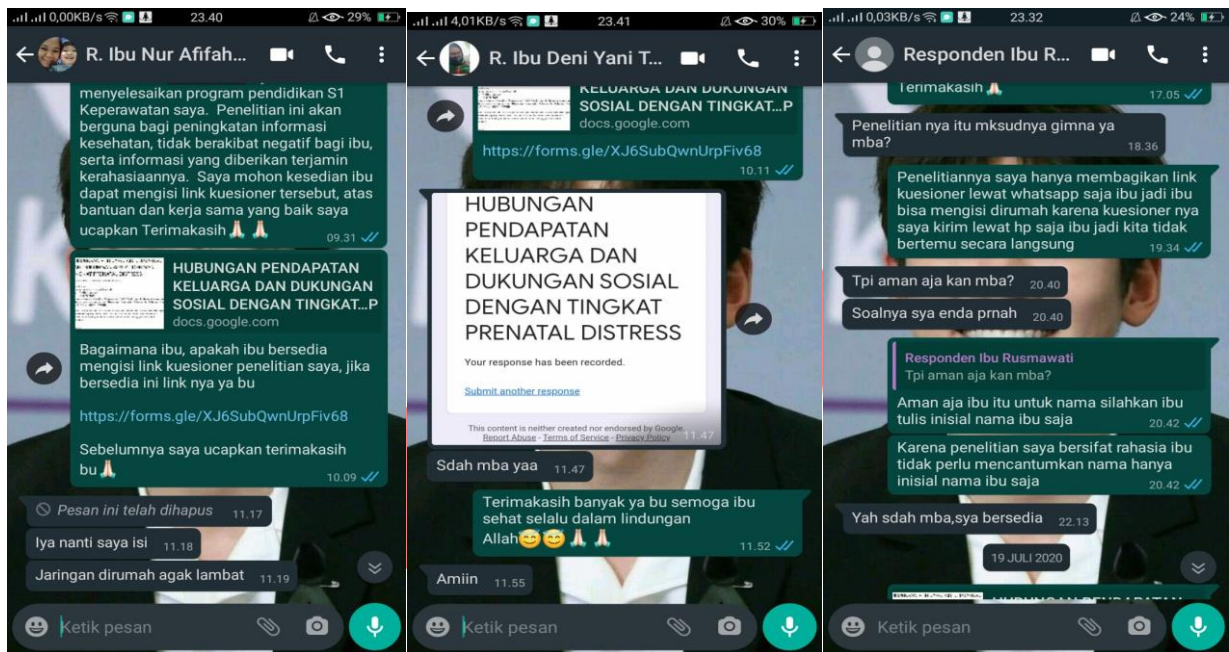 0,00KB/s 23.40 29%
R. Ibu Nur Afifah...
menyelesaikan program pendidikan S1
Keperawatan saya. Penelitian ini akan
berguna bagi peningkatan informasi
kesehatan, tidak berakibat negatif bagi ibu,
serta informasi yang diberikan terjamin
kerahasiaannya. Saya mohon kesedian ibu
dapat mengisi link kuesioner tersebut, atas
bantuan dan kerja sama yang baik saya
ucapkan Terimakasih 🙏🏻 🙏🏻
09.31
HUBUNGAN PENDAPATAN
KELUARGA DAN DUKUNGAN
SOSIAL DENGAN TINGKAT...P
docs.google.com
Bagaimana ibu, apakah ibu bersedia
mengisi link kuesioner penelitian saya, jika
bersedia ini link nya ya bu
https://forms.gle/XJ6SubQwnUrpFiv68
Sebelumnya saya ucapkan terimakasih
bu 🙏🏻
10.09
Pesan ini telah dihapus 11.17
Iya nanti saya isi 11.18
Jaringan dirumah agak lambat 11.19
Ketik pesan
4,01KB/s 23.41 30%
R. Ibu Deni Yani T...
KELUARGA DAN DUKUNGAN
SOSIAL DENGAN TINGKAT...P
docs.google.com
https://forms.gle/XJ6SubQwnUrpFiv68
10.11
HUBUNGAN
PENDAPATAN
KELUARGA DAN
DUKUNGAN SOSIAL
DENGAN TINGKAT
PRENATAL DISTRESS
Your response has been recorded.
Submit another response
This content is neither created nor endorsed by Google.
Report Abuse - Terms of Service - Privacy Policy
11.47
Sdah mba yaa 11.47
Terimakasih banyak ya bu semoga ibu
sehat selalu dalam lindungan
Allah😇😇🙏🏻 🙏🏻
11.52
Amiin 11.55
Ketik pesan
0,03KB/s 23.32 24%
Responden Ibu R...
Terimakasih 🙏🏻
17.05
Penelitian nya itu mksudnya gimna ya
mba?
18.36
Penelitiannya saya hanya membagikan link
kuesioner lewat whatsapp saja ibu jadi ibu
bisa mengisi dirumah karena kuesioner nya
saya kirim lewat hp saja ibu jadi kita tidak
bertemu secara langsung
19.34
Tpi aman aja kan mba? 20.40
Soalnya sya enda prnah 20.40
Responden Ibu Rusmawati
Tpi aman aja kan mba?
Aman aja ibu itu untuk nama silahkan ibu
tulis inisial nama ibu saja
20.42
Karena penelitian saya bersifat rahasia ibu
tidak perlu mencantumkan nama hanya
inisial nama ibu saja
20.42
Yah sdah mba,sya bersedia 22.13
19 JULI 2020
Ketik pesan